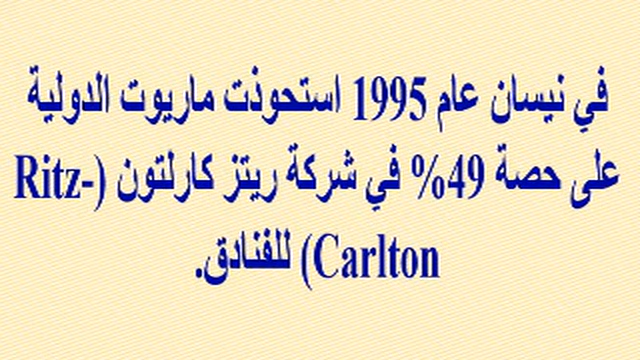 في نيسان عام 1995 استحوذت ماريوت الدولية
على حصة 49% في شركة ريتز كارلتون (Ritz-
Carlton) للفنادق.